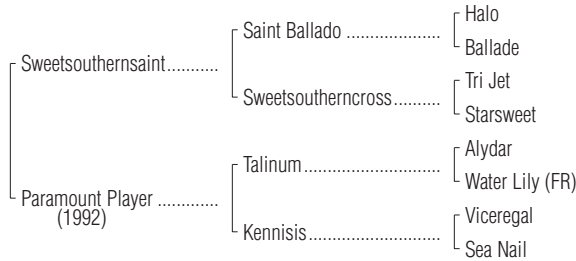 Halo
Saint Ballado ......................
Ballade
Sweetsouthernsaint...........
Tri Jet
Sweetsoutherncross...........
Starsweet
Alydar
Talinum................................
Water Lily (FR)
Paramount Player .............
(1992)
Viceregal
Kennisis...............................
Sea Nail